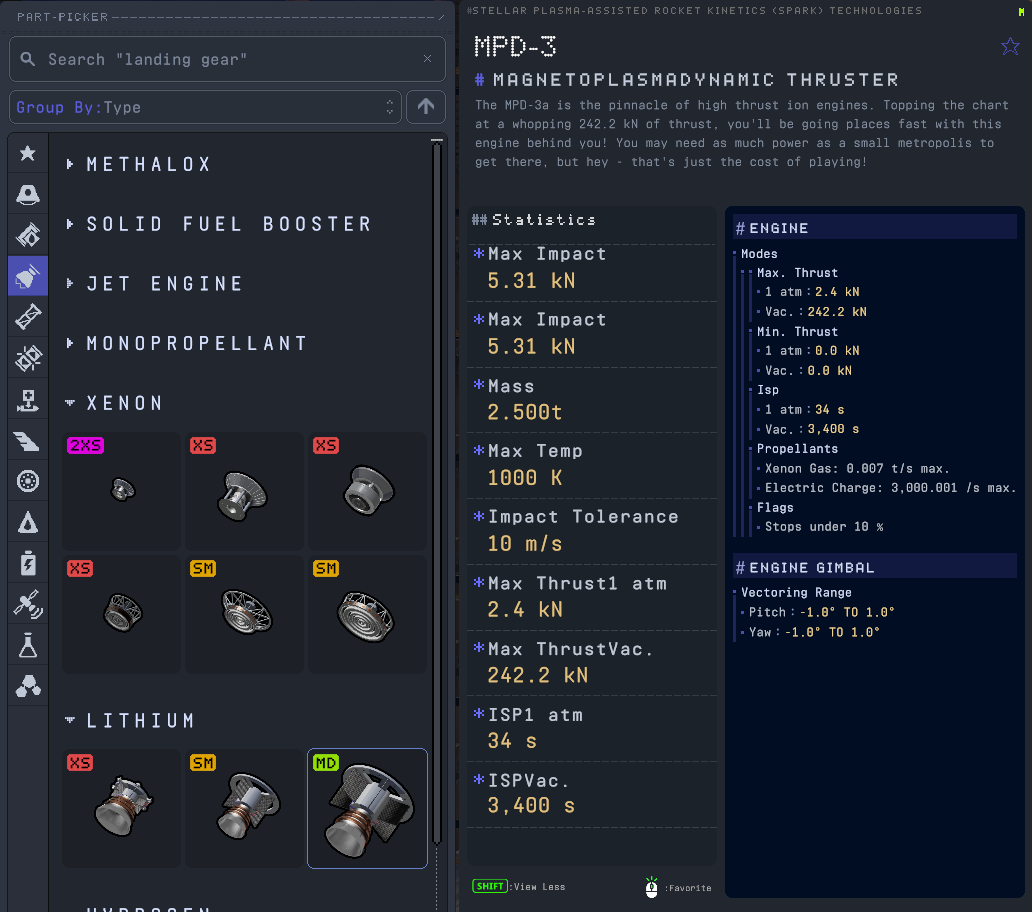 PART-PICKER
Search "landing gear"
Group By:Type
METHALOX
SOLID FUEL BOOSTER
JET ENGINE
MONOPROPELLANT
XENON
2XS
XS
XS
XS
SM
SM
LITHIUM
XS
SM
MD
HYDROGEN
#STELLAR PLASMA-ASSISTED ROCKET KINETICS (SPARK) TECHNOLOGIES
M
MPD-3
# MAGNETOPLASMADYNAMIC THRUSTER
The MPD-3a is the pinnacle of high thrust ion engines. Topping the chart
at a whopping 242.2 kN of thrust, you'll be going places fast with this
engine behind you! You may need as much power as a small metropolis to
get there, but hey - that's just the cost of playing!
## Statistics
*Max Impact
5.31 kN
*Max Impact
5.31 kN
*Mass
2.500t
*Max Temp
1000 K
*Impact Tolerance
10 m/s
*Max Thrust1 atm
2.4 kN
*Max ThrustVac.
242.2 kN
*ISP1 atm
34 s
*ISPVac.
3,400 s
SHIFT:View Less
:Favorite
#ENGINE
Modes
Max. Thrust
1 atm:2.4 kN
Vac.:242.2 kN
Min. Thrust
1 atm:0.0 kN
Vac.:0.0 kN
Isp
1 atm:34 s
Vac.:3,400 s
Propellants
Xenon Gas: 0.007 t/s max.
Electric Charge: 3,000.001 /s max.
Flags
Stops under 10 %
#ENGINE GIMBAL
Vectoring Range
Pitch:-1.0° TO 1.0°
Yaw:-1.0° TO 1.0°